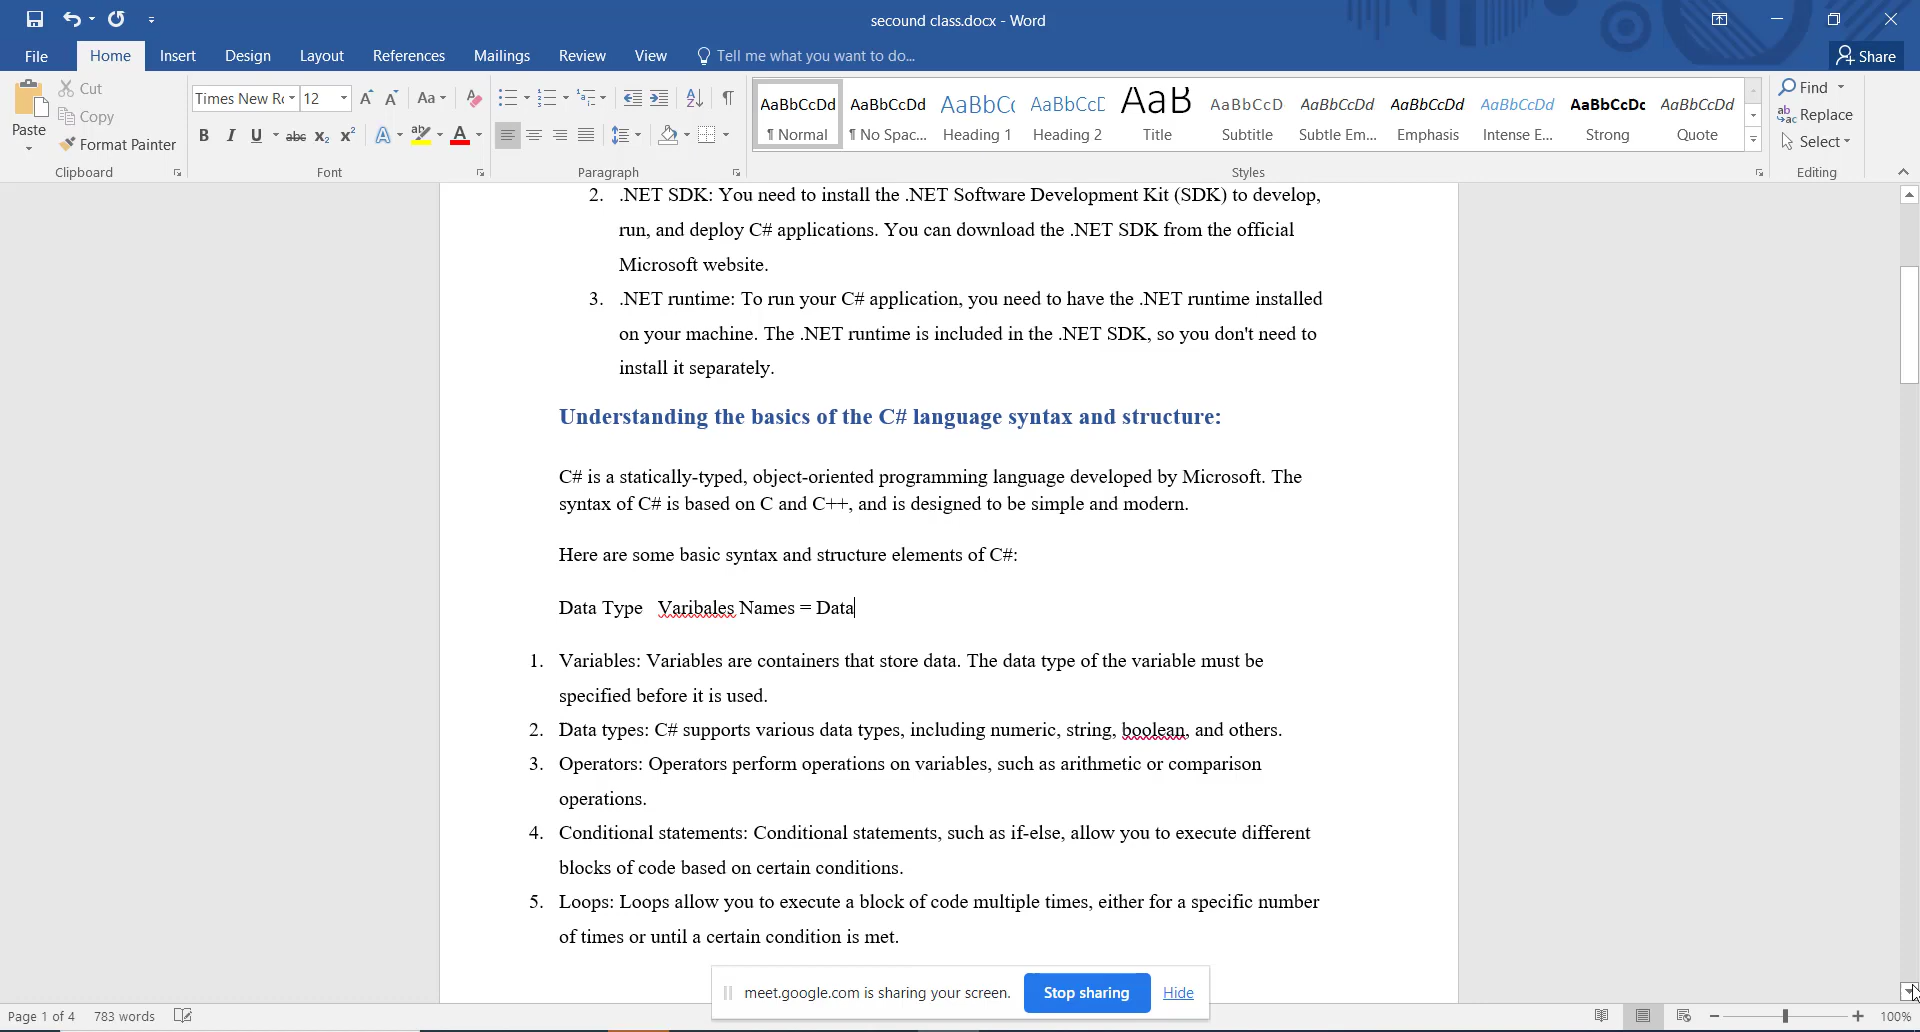 secound class.docx - Word
File Home Insert Design Layout References Mailings Review View Tell me what you want to do... Share
Paste
Cut
Copy
Format Painter
Times New Ro 12
Aa
B I U abc X₂ X² A ab A
AaBbCcDd AaBbCcDd AaBbCc AaBbCcC AaB AaBbCcD AaBbCcDd AaBbCcDd AaBbCcDd AaBbCcDc AaBbCcDd
¶ Normal ¶ No Spac... Heading 1 Heading 2 Title Subtitle Subtle Em... Emphasis Intense E... Strong Quote
Find
Replace
Select
Clipboard Font Paragraph Styles Editing
2. .NET SDK: You need to install the .NET Software Development Kit (SDK) to develop,
run, and deploy C# applications. You can download the .NET SDK from the official
Microsoft website.
3. .NET runtime: To run your C# application, you need to have the .NET runtime installed
on your machine. The .NET runtime is included in the .NET SDK, so you don't need to
install it separately.
Understanding the basics of the C# language syntax and structure:
C# is a statically-typed, object-oriented programming language developed by Microsoft. The
syntax of C# is based on C and C++, and is designed to be simple and modern.
Here are some basic syntax and structure elements of C#:
Data Type Varibales Names = Data
1. Variables: Variables are containers that store data. The data type of the variable must be
specified before it is used.
2. Data types: C# supports various data types, including numeric, string, boolean, and others.
3. Operators: Operators perform operations on variables, such as arithmetic or comparison
operations.
4. Conditional statements: Conditional statements, such as if-else, allow you to execute different
blocks of code based on certain conditions.
5. Loops: Loops allow you to execute a block of code multiple times, either for a specific number
of times or until a certain condition is met.
meet.google.com is sharing your screen. Stop sharing Hide
Page 1 of 4 783 words 100%